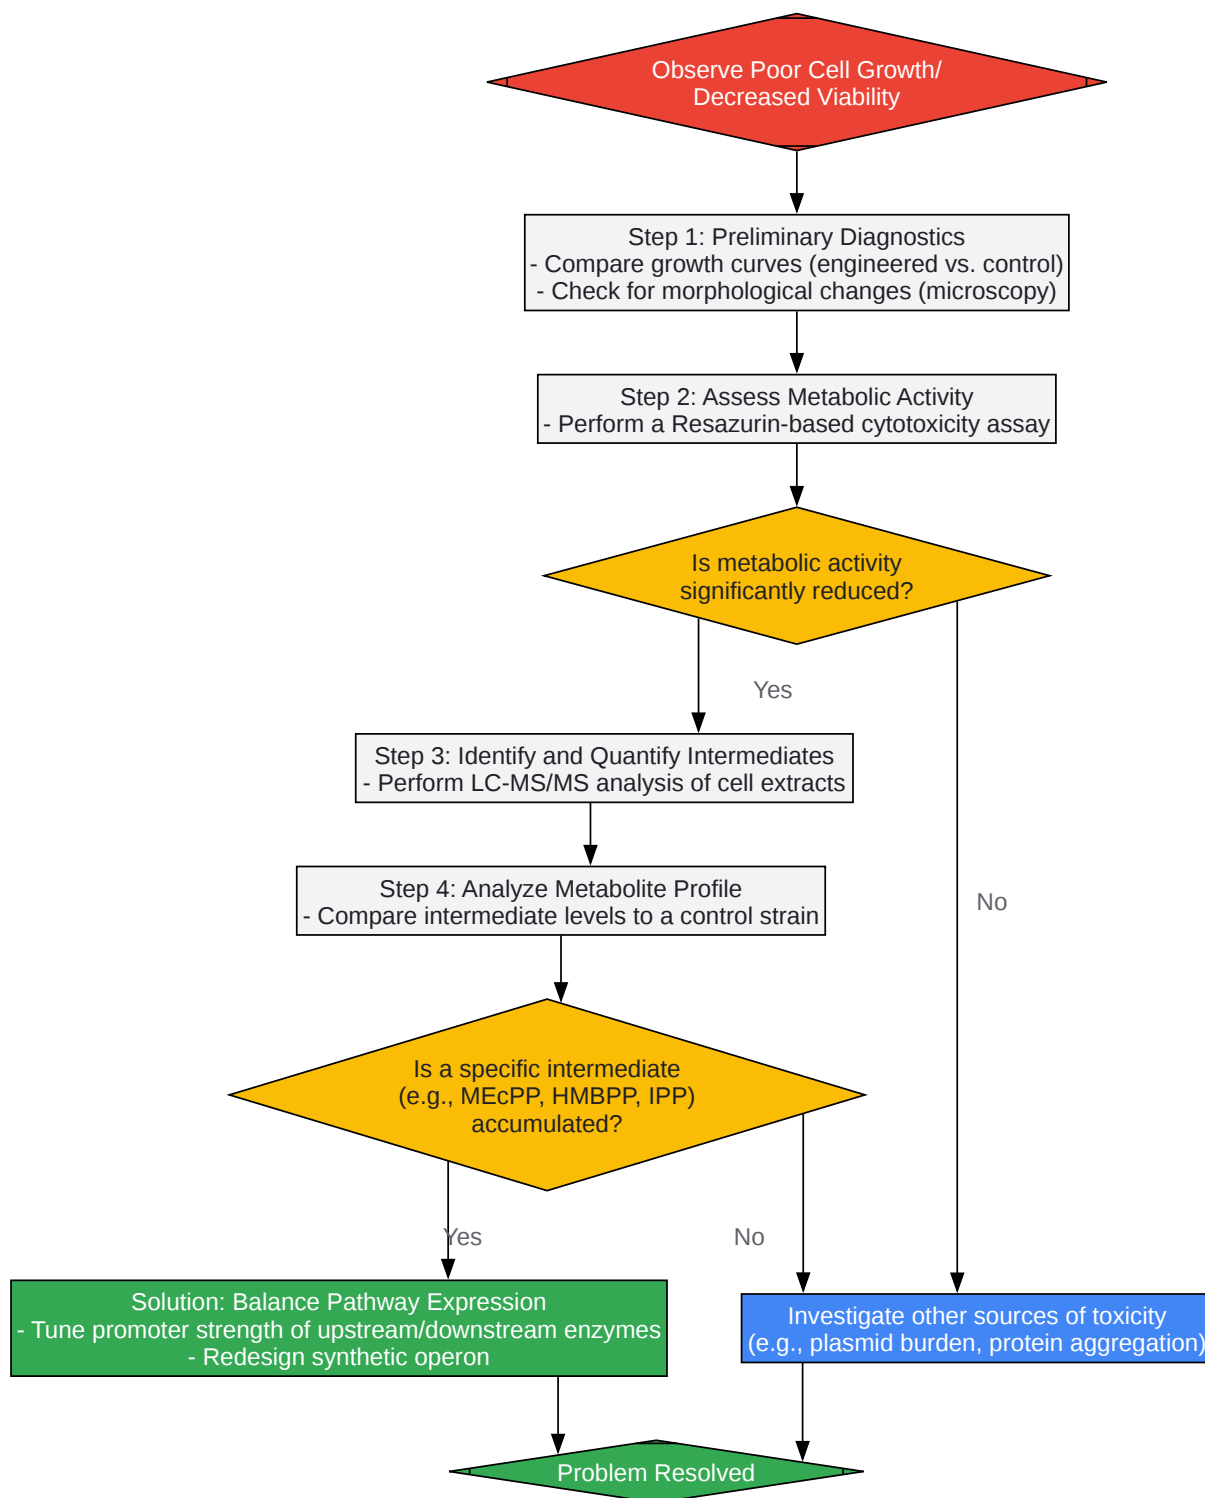 Observe Poor Cell Growth/
Decreased Viability
Step 1: Preliminary Diagnostics
- Compare growth curves (engineered vs. control)
- Check for morphological changes (microscopy)
Step 2: Assess Metabolic Activity
- Perform a Resazurin-based cytotoxicity assay
Is metabolic activity
significantly reduced?
Yes
Step 3: Identify and Quantify Intermediates
- Perform LC-MS/MS analysis of cell extracts
Step 4: Analyze Metabolite Profile
- Compare intermediate levels to a control strain
No
Is a specific intermediate
(e.g., MEcPP, HMBPP, IPP)
accumulated?
Yes
No
Solution: Balance Pathway Expression
- Tune promoter strength of upstream/downstream enzymes
- Redesign synthetic operon
Investigate other sources of toxicity
(e.g., plasmid burden, protein aggregation)
Problem Resolved